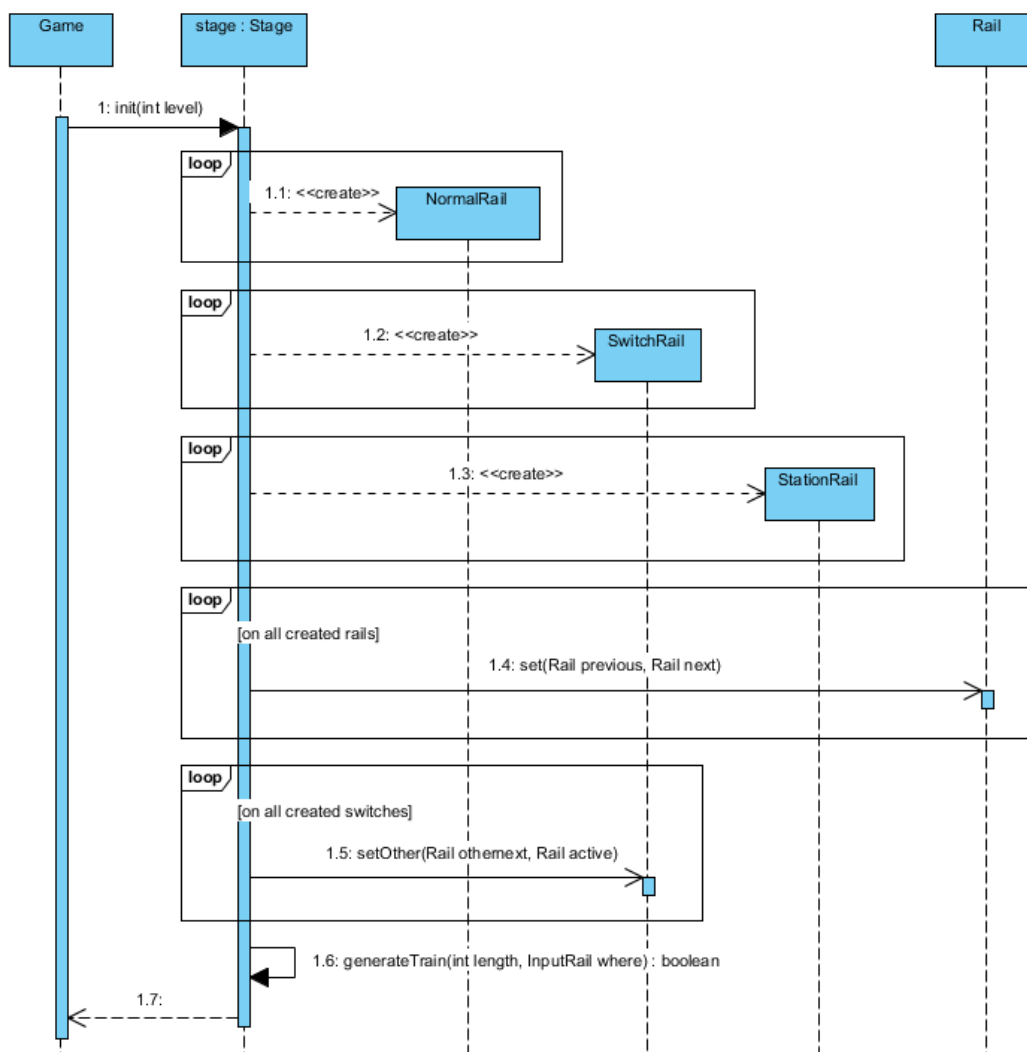 Game
stage : Stage
Rail
1: init(int level)
loop
1.1: <<create>>
NormalRail
loop
1.2: <<create>>
SwitchRail
loop
1.3: <<create>>
StationRail
loop
[on all created rails]
1.4: set(Rail previous, Rail next)
loop
[on all created switches]
1.5: setOther(Rail othernext, Rail active)
1.6: generateTrain(int length, InputRail where) : boolean
1.7: